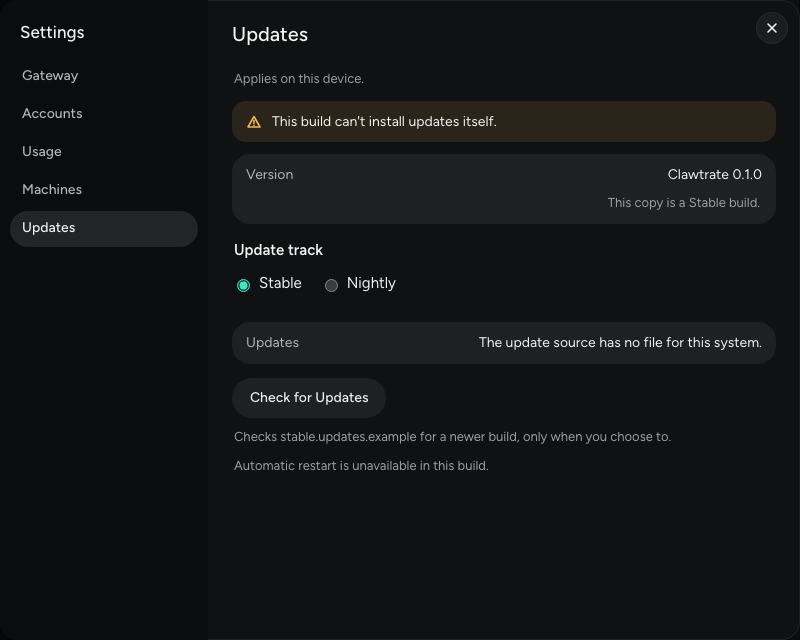 Settings
Gateway
Accounts
Usage
Machines
Updates
Updates
Applies on this device.
This build can't install updates itself.
Version
Clawtrate 0.1.0
This copy is a Stable build.
Update track
Stable
Nightly
Updates
The update source has no file for this system.
Check for Updates
Checks stable.updates.example for a newer build, only when you choose to.
Automatic restart is unavailable in this build.